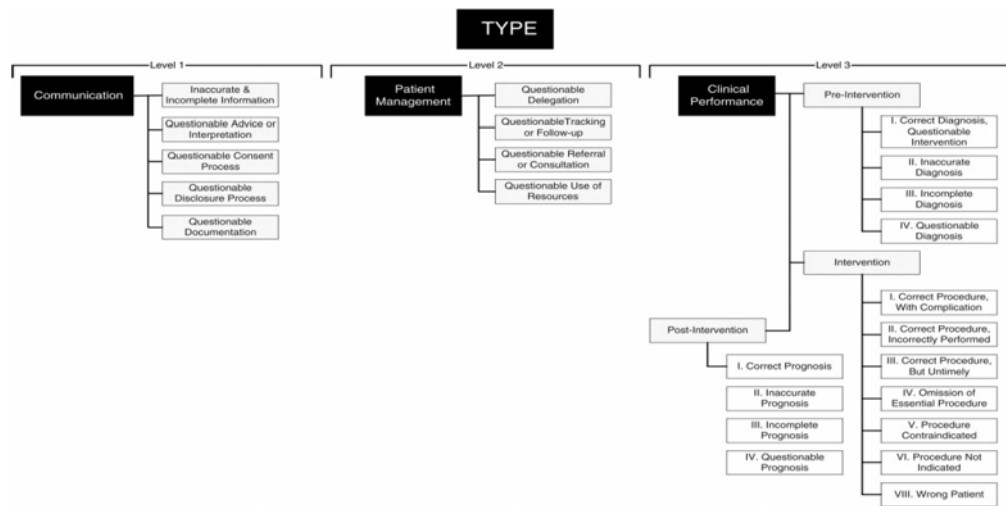 TYPE
Level 1
Level 2
Level 3
Communication
Inaccurate &
Incomplete Information
Questionable Advice or
Interpretation
Questionable Consent
Process
Questionable
Disclosure Process
Questionable
Documentation
Patient
Management
Questionable
Delegation
QuestionableTracking
or Follow-up
Questionable Referral
or Consultation
Questionable Use of
Resources
Clinical
Performance
Pre-Intervention
I. Correct Diagnosis,
Questionable
Intervention
II. Inaccurate
Diagnosis
III. Incomplete
Diagnosis
IV. Questionable
Diagnosis
Intervention
I. Correct Procedure,
With Complication
II. Correct Procedure,
Incorrectly Performed
III. Correct Procedure,
But Untimely
IV. Omission of
Essential Procedure
V. Procedure
Contraindicated
VI. Procedure Not
Indicated
VIII. Wrong Patient
Post-Intervention
I. Correct Prognosis
II. Inaccurate
Prognosis
III. Incomplete
Prognosis
IV. Questionable
Prognosis